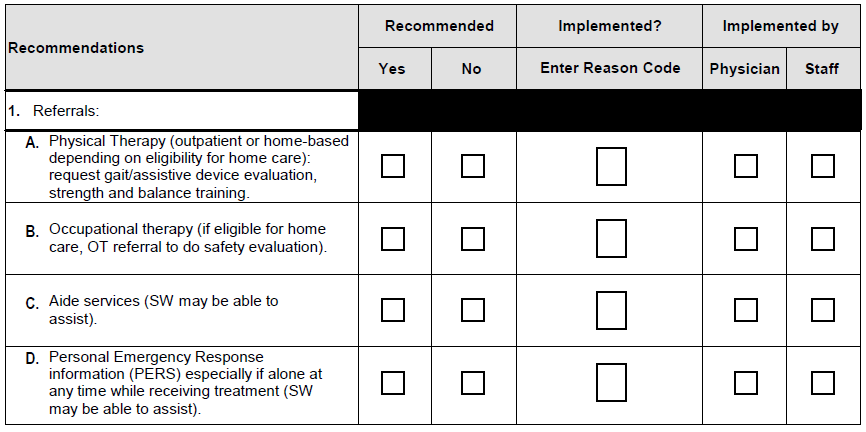 Recommendations
Recommended
Implemented?
Implemented by
Yes
No
Enter Reason Code
Physician
Staff
1. Referrals:
A. Physical Therapy (outpatient or home-based
depending on eligibility for home care):
request gait/assistive device evaluation,
strength and balance training.
B. Occupational therapy (if eligible for home
care, OT referral to do safety evaluation).
C. Aide services (SW may be able to
assist).
D. Personal Emergency Response
information (PERS) especially if alone at
any time while receiving treatment (SW
may be able to assist).